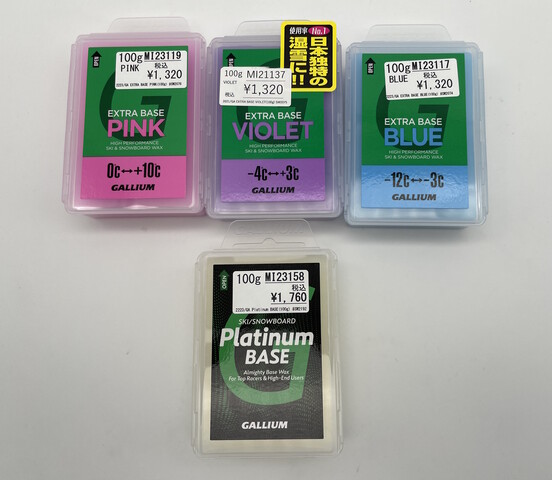 OPEN
100g MI23119
PINK 税込
¥1,320
EXTRA BASE
PINK
HIGH PERFORMANCE
SKI & SNOWBOARD WAX
0c↔+10c
GALLIUM
使用率No.1
日本独特の
湿雪に!!
100g MI21137
VIOLET
税込 ¥1,320
EXTRA BASE
VIOLET
HIGH PERFORMANCE
SKI & SNOWBOARD WAX
-4c↔+3c
GALLIUM
OPEN
100g MI23117
BLUE 税込
¥1,320
EXTRA BASE
BLUE
HIGH PERFORMANCE
SKI & SNOWBOARD WAX
-12c↔-3c
GALLIUM
OPEN
100g MI23158
税込
¥1,760
SKI/SNOWBOARD
Platinum
BASE
Almighty Base Wax
For Top Racers & High-End Users
GALLIUM